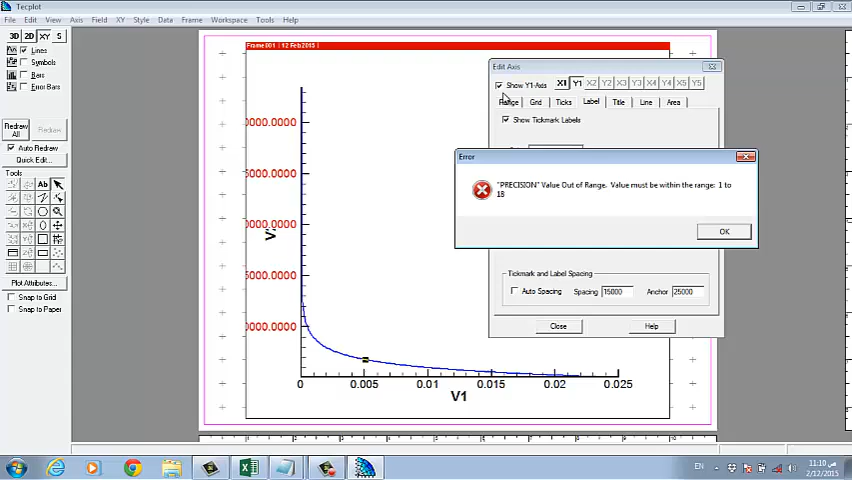 Tecplot
File Edit View Axis Field XY Style Data Frame Workspace Tools Help
3D 2D XY S
Lines
Symbols
Bars
Error Bars
Redraw All
Redraw
Auto Redraw
Quick Edit...
Tools
Ab
Plot Attributes...
Snap to Grid
Snap to Paper
Frame 001 | 12 Feb 2015 |
0000.0000
5000.0000
0000.0000
5000.0000
0000.0000
V
0 0.005 0.01 0.015 0.02 0.025
V1
Edit Axis
Show Y1-Axis X1 Y1 X2 Y2 X3 Y3 X4 Y4 X5 Y5
Range Grid Ticks Label Title Line Area
Show Tickmark Labels
Error
"PRECISION" Value Out of Range. Value must be within the range: 1 to
18
OK
Tickmark and Label Spacing
Auto Spacing Spacing 15000 Anchor 25000
Close Help
EN
11:10 ص
2/12/2015